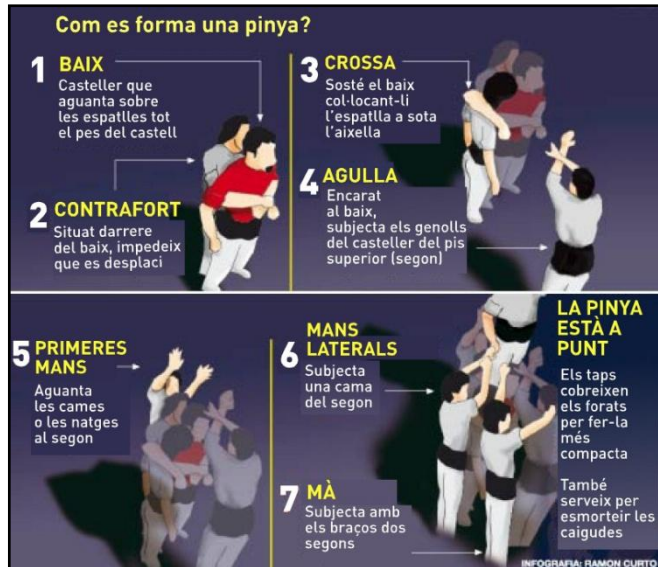 Com es forma una pinya?
1 BAIX
Casteller que
aguanta sobre
les espatlles tot
el pes del castell
2 CONTRAFORT
Situat darrere
del baix, impedeix
que es desplaci
3 CROSSA
Sosté el baix
col·locant-li
l'espatlla a sota
l'aixella
4 AGULLA
Encarat
al baix,
subjecta els genolls
del casteller del pis
superior (segon)
5 PRIMERES
MANS
Aguanta
les cames
o les natges
al segon
6 MANS
LATERALS
Subjecta
una cama
del segon
7 MÀ
Subjecta amb
els braços dos
segons
LA PINYA
ESTÀ A
PUNT
Els taps
cobreixen
els forats
per fer-la
més
compacta
També
serveix per
esmorteir les
caigudes
INFOGRAFIA: RAMON CURTO